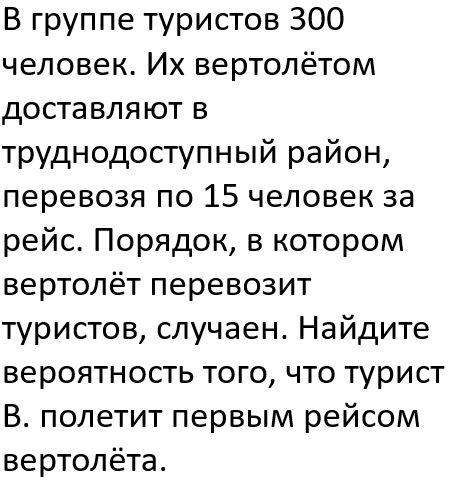 В группе туристов 300
человек. Их вертолётом
доставляют в
труднодоступный район,
перевозя по 15 человек за
рейс. Порядок, в котором
вертолёт перевозит
туристов, случаен. Найдите
вероятность того, что турист
В. полетит первым рейсом
вертолёта.